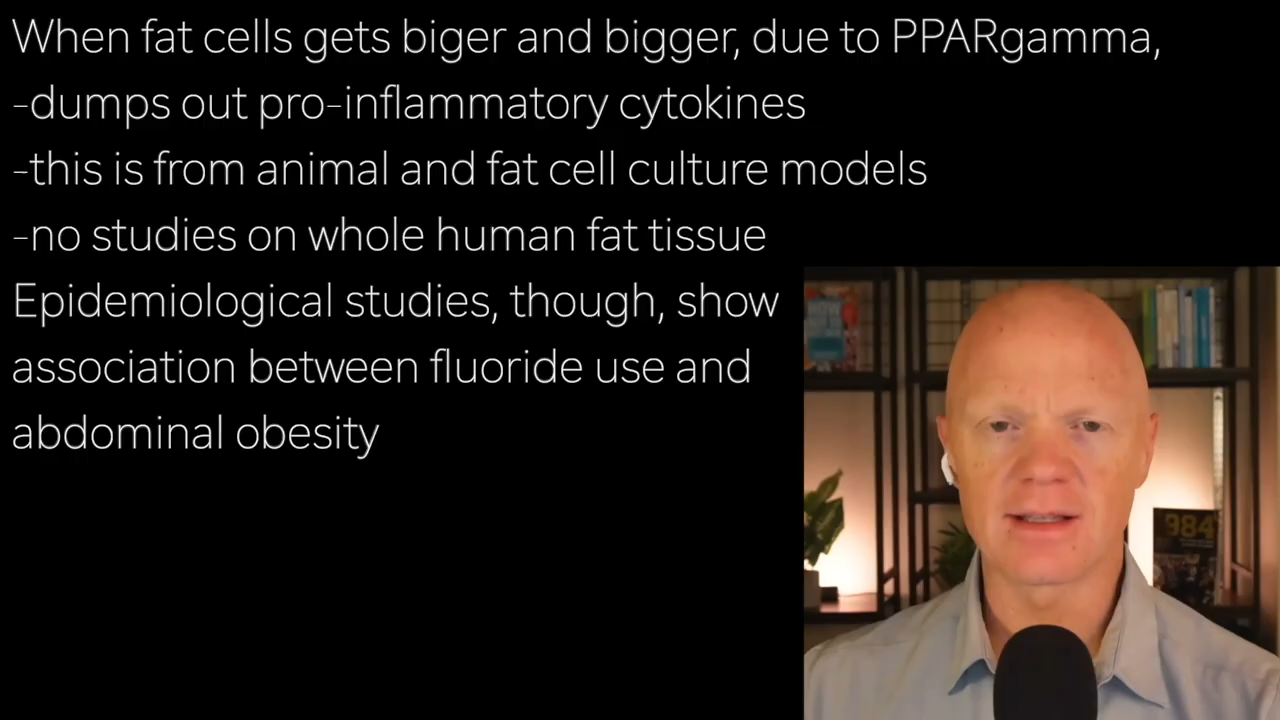 When fat cells gets biger and bigger, due to PPARgamma,
-dumps out pro-inflammatory cytokines
-this is from animal and fat cell culture models
-no studies on whole human fat tissue
Epidemiological studies, though, show
association between fluoride use and
abdominal obesity
984